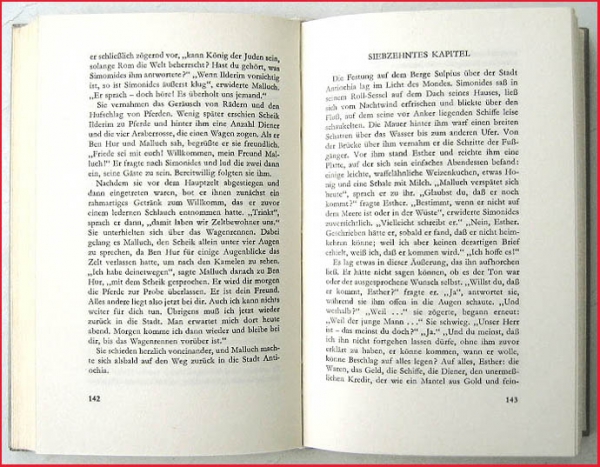 er schließlich zögernd vor, „kann König der Juden sein,
solange Rom die Welt beherrscht? Hast du gehört, was
Simonides ihm antwortete?“ „Wenn Ilderim vorsichtig
ist, so ist Simonides äußerst klug“, erwiderte Malluch.
„Er sprach – doch höre! Es überholt uns jemand.“
Sie vernahmen das Geräusch von Rädern und den
Hufschlag von Pferden. Wenig später erschien Scheik
Ilderim zu Pferde und hinter ihm eine Anzahl Diener
und die vier Araberrosse, die einen Wagen zogen. Als er
Ben Hur und Malluch sah, begrüßte er sie freundlich.
„Friede sei mit euch! Willkommen, mein Freund Mal-
luch!“ Er fragte nach Simonides und lud die zwei dann
ein, seine Gäste zu sein. Bereitwillig folgten sie ihm.
Nachdem sie vor dem Hauptzelt abgestiegen und
dann eingetreten waren, bot er ihnen zunächst ein
rahmartiges Getränk zum Willkomm, das er zuvor
einem ledernen Schlauch entnommen hatte. „Trinkt“,
sprach er, „damit laben wir Zeltbewohner uns.“
Sie unterhielten sich über das Wagenrennen. Dabei
gelang es Malluch, den Scheik allein unter vier Augen
zu sprechen, da Ben Hur für einige Augenblicke das
Zelt verlassen hatte, um nach den Kamelen zu sehen.
„Ich habe deinetwegen“, sagte Malluch darauf zu Ben
Hur, „mit dem Scheik gesprochen. Er wird dir morgen
die Pferde zur Probe überlassen. Er ist dein Freund.
Alles andere liegt also jetzt bei dir. Auch ich kann nichts
weiter für dich tun. Übrigens muß ich jetzt dringend
zurück in die Stadt. Man erwartet mich dort heute
abend. Morgen komme ich dann wieder und bleibe bei
dir, bis das Wagenrennen vorüber ist.“
Sie schieden herzlich voneinander, und Malluch mach-
te sich alsbald auf den Weg zurück in die Stadt Anti-
ochia.
142
SIEBZEHNTES KAPITEL
Die Festung auf dem Berge Sulpius über der Stadt
Antiochia lag im Licht des Mondes. Simonides saß in
seinem Roll-Sessel auf dem Dach seines Hauses, ließ
sich vom Nachtwind erfrischen und blickte über den
Fluß, auf dem seine vor Anker liegenden Schiffe leise
schaukelten. Die Mauer hinter ihm warf einen breiten
Schatten über das Wasser bis zum anderen Ufer. Von
der Brücke über ihm vernahm er die Schritte der Fuß-
gänger. Vor ihm stand Esther und reichte ihm eine
Platte, auf der sich sein einfaches Abendessen befand:
einige leichte, waffelähnliche Weizenkuchen, etwas Ho-
nig und eine Schale mit Milch. „Malluch verspätet sich
heute“, sprach er dabei. „Glaubst du, daß er noch
kommt?“ fragte Esther. „Bestimmt, wenn er nicht auf
dem Meere ist oder in der Wüste“, erwiderte Simonides
zuversichtlich. „Vielleicht schreibt er.“ „Nein, Esther.
Geschrieben hätte er, sobald er fand, daß er nicht heim-
kehren könne; weil ich aber keinen derartigen Brief
erhielt, weiß ich, daß er kommen wird.“ „Ich hoffe es!“
Es lag etwas in dieser Äußerung, das ihn aufhorchen
ließ. Er hätte nicht sagen können, ob es der Ton war
oder der ausgesprochene Wunsch selbst. „Willst du, daß
er kommt, Esther?“ fragte er. „Ja“, antwortet sie,
während sie ihm offen in die Augen schaute. „Und
weshalb?“ „Weil . . .“ sie zögerte, begann erneut:
„Weil der junge Mann . . .“ Sie schwieg. „Unser Herr
ist – das meinst du doch?“ „Ja.“ „Und du meinst, daß
ich ihn nicht fortgehen lassen dürfe, ohne ihm zuvor
erklärt zu haben, er könne kommen, wann er wolle,
könne Beschlag auf alles legen? Auf alles, Esther: die
Waren, das Geld, die Schiffe, die Diener, den unermeß-
lichen Kredit, der wie ein Mantel aus Gold und fein-
143